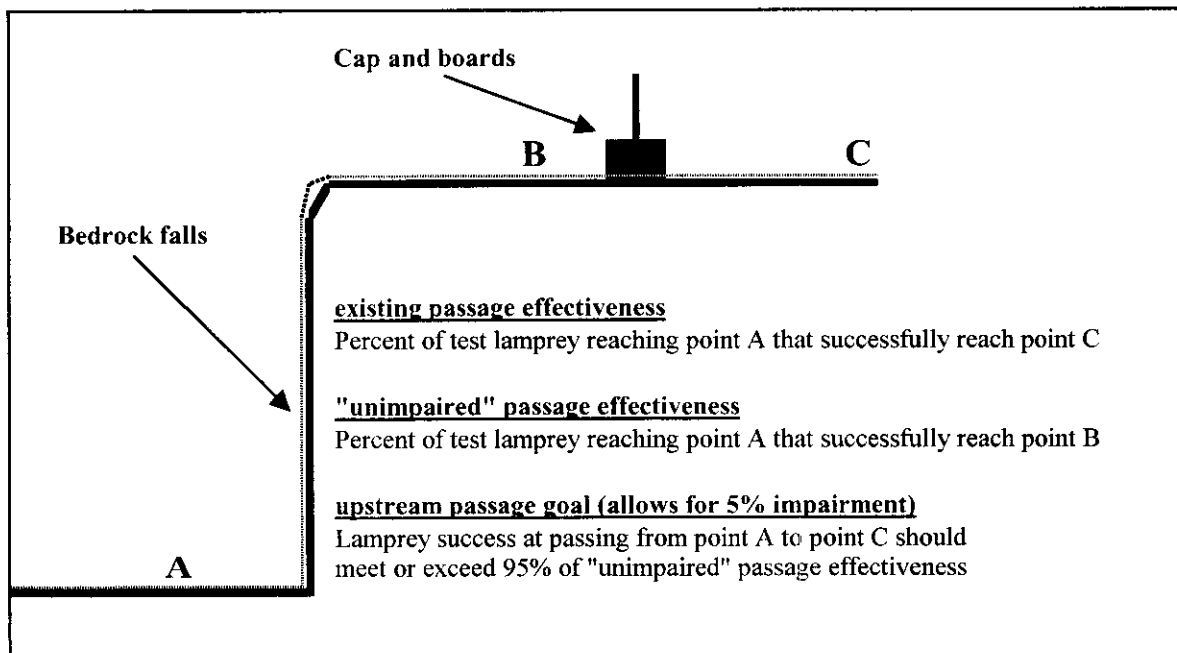 Cap and boards
B
C
Bedrock falls
existing passage effectiveness
Percent of test lamprey reaching point A that successfully reach point C
"unimpaired" passage effectiveness
Percent of test lamprey reaching point A that successfully reach point B
upstream passage goal (allows for 5% impairment)
Lamprey success at passing from point A to point C should
meet or exceed 95% of "unimpaired" passage effectiveness
A